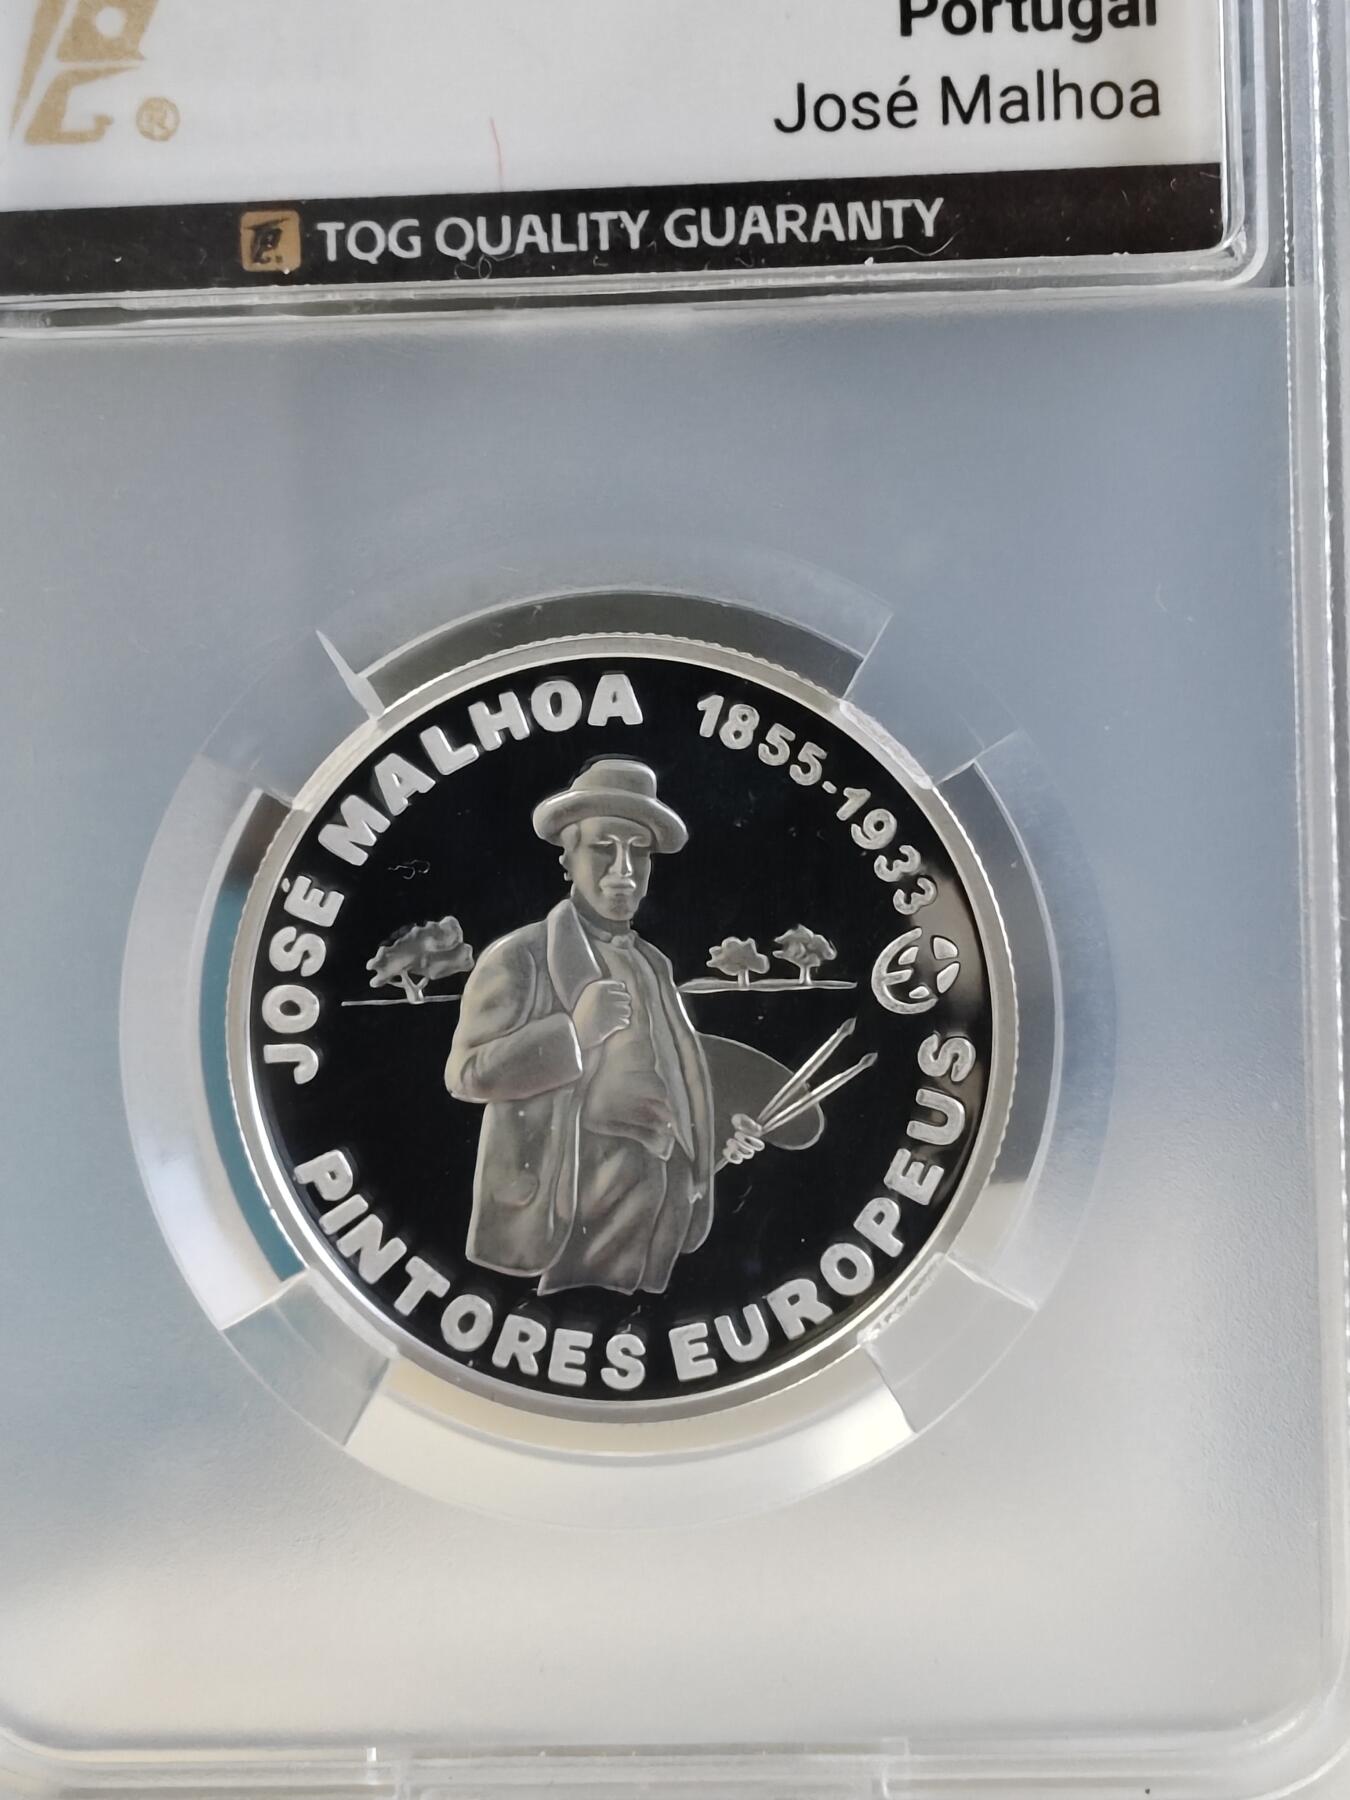 Portugal
José Malhoa
®
TQG QUALITY GUARANTY
JOSÉ MALHOA 1855-1933
PINTORES EUROPEUS